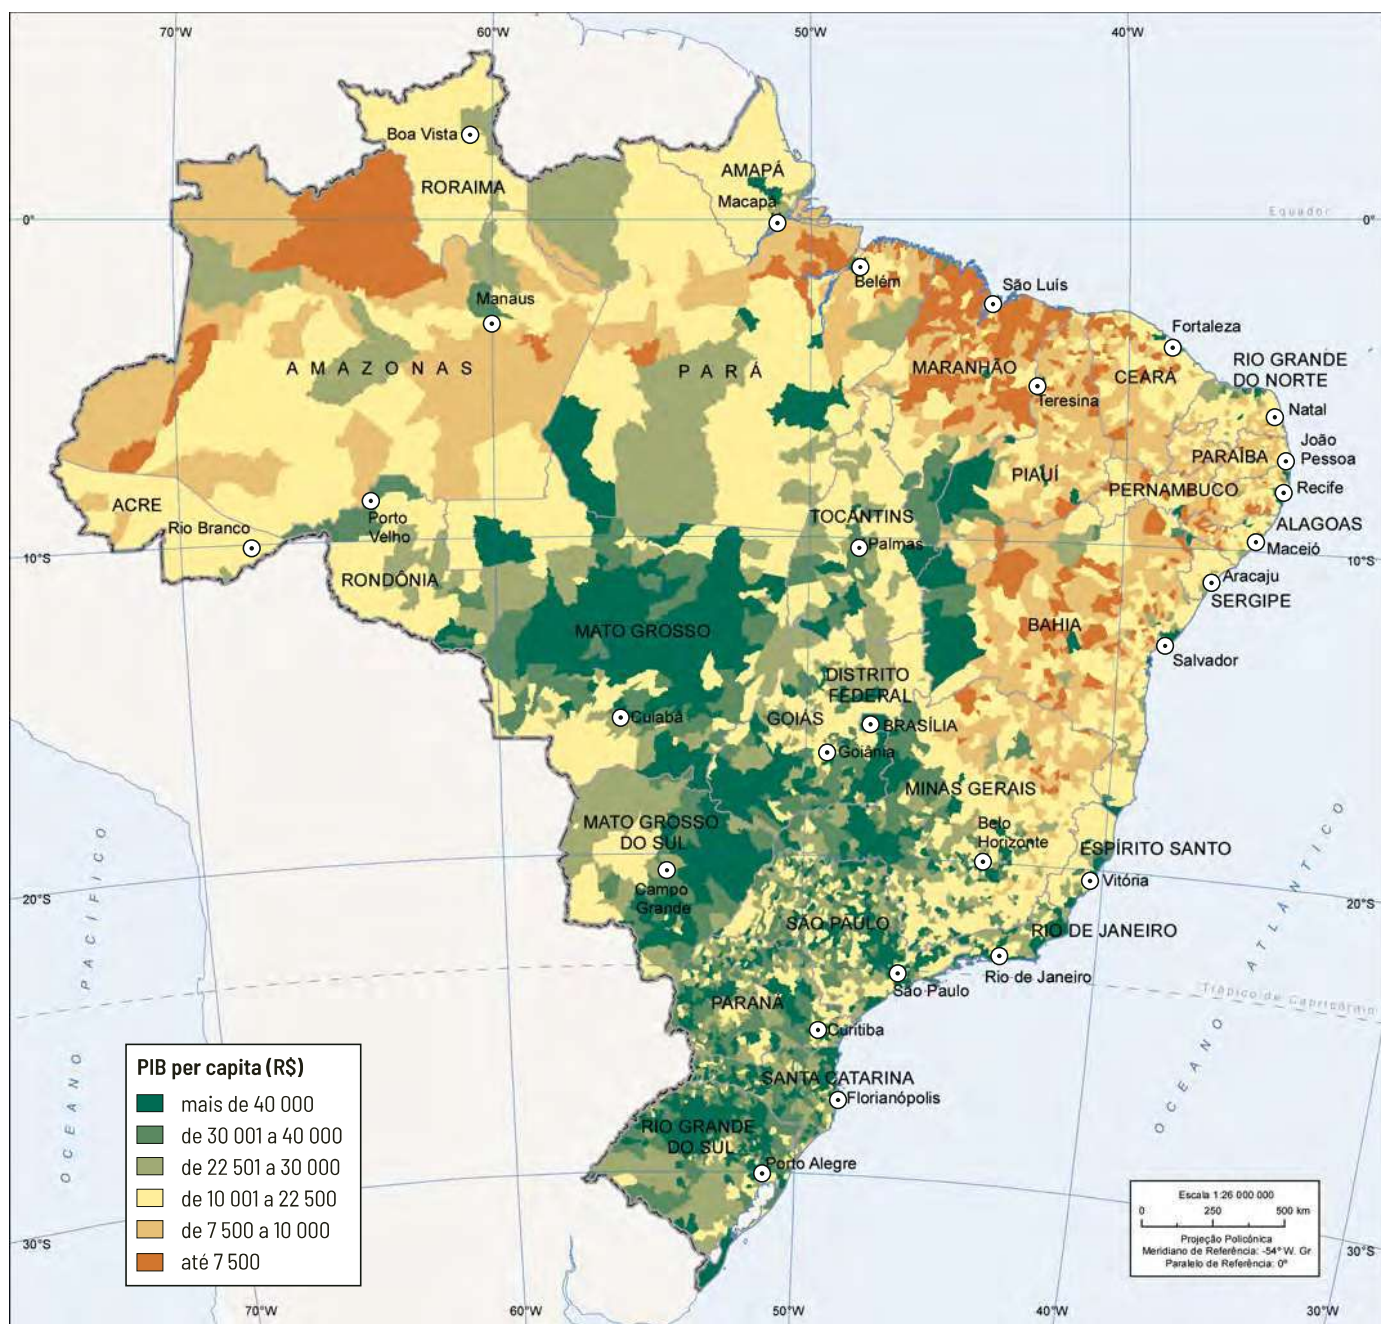 70°W
60°W
50°W
40°W
Boa Vista
RORAIMA
AMAPÁ
Macapá
Equador
0°
0°
Belém
São Luís
Manaus
Fortaleza
AMAZONAS
PARÁ
MARANHÃO
CEARÁ
RIO GRANDE
DO NORTE
Teresina
Natal
João
Pessoa
PARAÍBA
PIAUÍ
PERNAMBUCO
Recife
ACRE
Rio Branco
Porto
Velho
TOCANTINS
Palmas
ALAGOAS
Maceió
10°S
10°S
RONDÔNIA
Aracaju
SERGIPE
MATO GROSSO
BAHIA
Salvador
DISTRITO
FEDERAL
Cuiabá
GOIÁS
BRASÍLIA
Goiânia
MINAS GERAIS
MATO GROSSO
DO SUL
Belo
Horizonte
ESPÍRITO SANTO
Campo
Grande
Vitória
20°S
20°S
SÃO PAULO
RIO DE JANEIRO
São Paulo
Rio de Janeiro
Trópico de Capricórnio
PARANÁ
Curitiba
OCEANO PACÍFICO
OCEANO ATLÂNTICO
SANTA CATARINA
Florianópolis
RIO GRANDE
DO SUL
Porto Alegre
PIB per capita (R$)
mais de 40 000
de 30 001 a 40 000
de 22 501 a 30 000
de 10 001 a 22 500
de 7 500 a 10 000
até 7 500
Escala 1:26 000 000
0 250 500 km
Projeção Policônica
Meridiano de Referência: -54° W. Gr
Paralelo de Referência: 0°
30°S
30°S
70°W
60°W
50°W
40°W
30°W